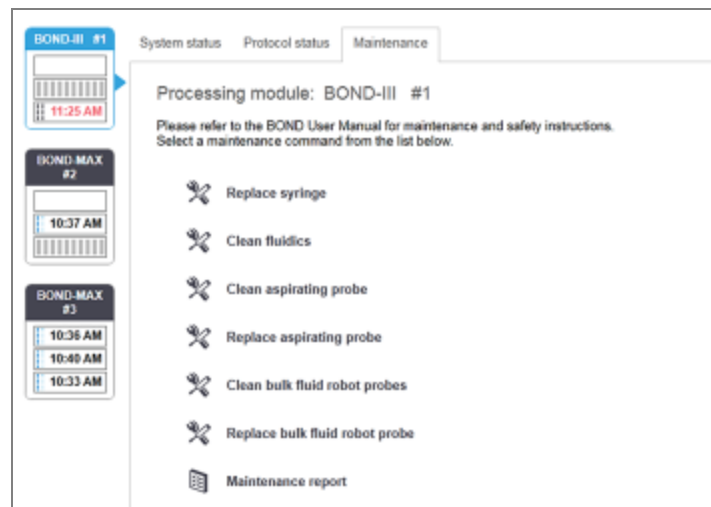 BOND-III #1
System status Protocol status Maintenance
11:25 AM
Processing module: BOND-III #1
Please refer to the BOND User Manual for maintenance and safety instructions.
Select a maintenance command from the list below.
BOND-MAX
#2
10:37 AM
BOND-MAX
#3
10:36 AM
10:40 AM
10:33 AM
Replace syringe
Clean fluidics
Clean aspirating probe
Replace aspirating probe
Clean bulk fluid robot probes
Replace bulk fluid robot probe
Maintenance report